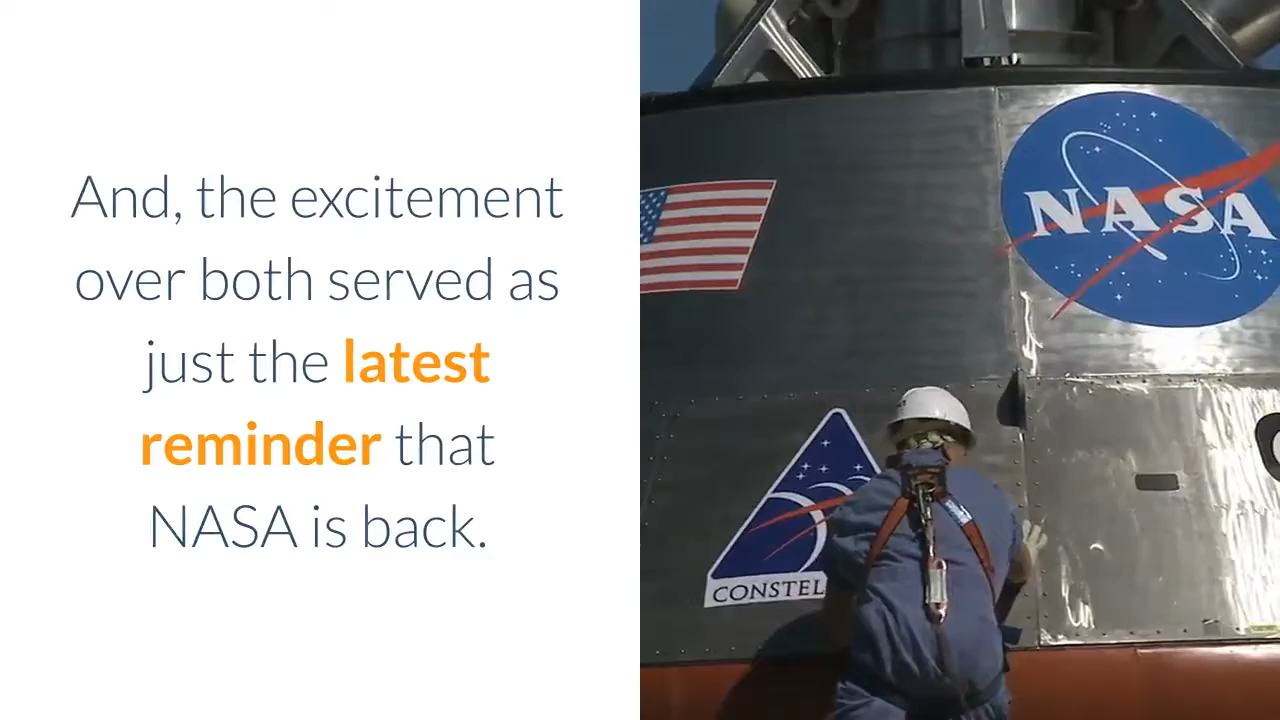 And, the excitement
over both served as
just the latest
reminder that
NASA is back.
NASA
CONSTEL